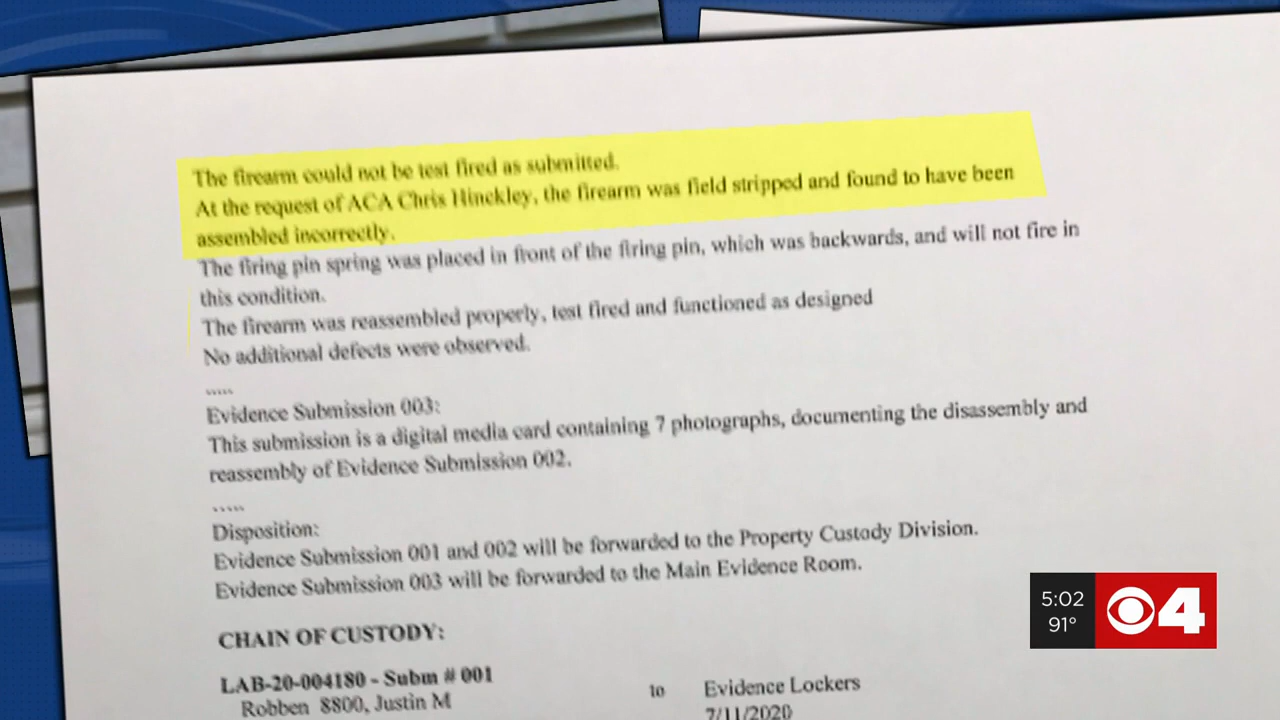 The firearm could not be test fired as submitted.
At the request of ACA Chris Hinckley, the firearm was field stripped and found to have been
assembled incorrectly.
The firing pin spring was placed in front of the firing pin, which was backwards, and will not fire in
this condition.
The firearm was reassembled properly, test fired and functioned as designed
No additional defects were observed.
.....
Evidence Submission 003:
This submission is a digital media card containing 7 photographs, documenting the disassembly and
reassembly of Evidence Submission 002.
.....
Disposition:
Evidence Submission 001 and 002 will be forwarded to the Property Custody Division.
Evidence Submission 003 will be forwarded to the Main Evidence Room.
CHAIN OF CUSTODY:
LAB-20-004180 - Subm # 001
Robben 8800, Justin M to Evidence Lockers
7/11/2020
5:02
91°
4